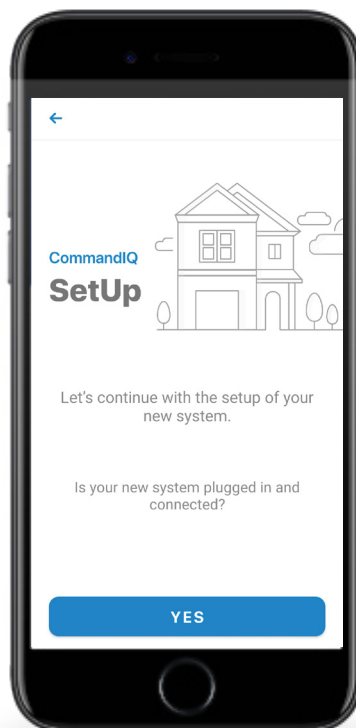 CommandIQ
SetUp
Let's continue with the setup of your
new system.
Is your new system plugged in and
connected?
YES